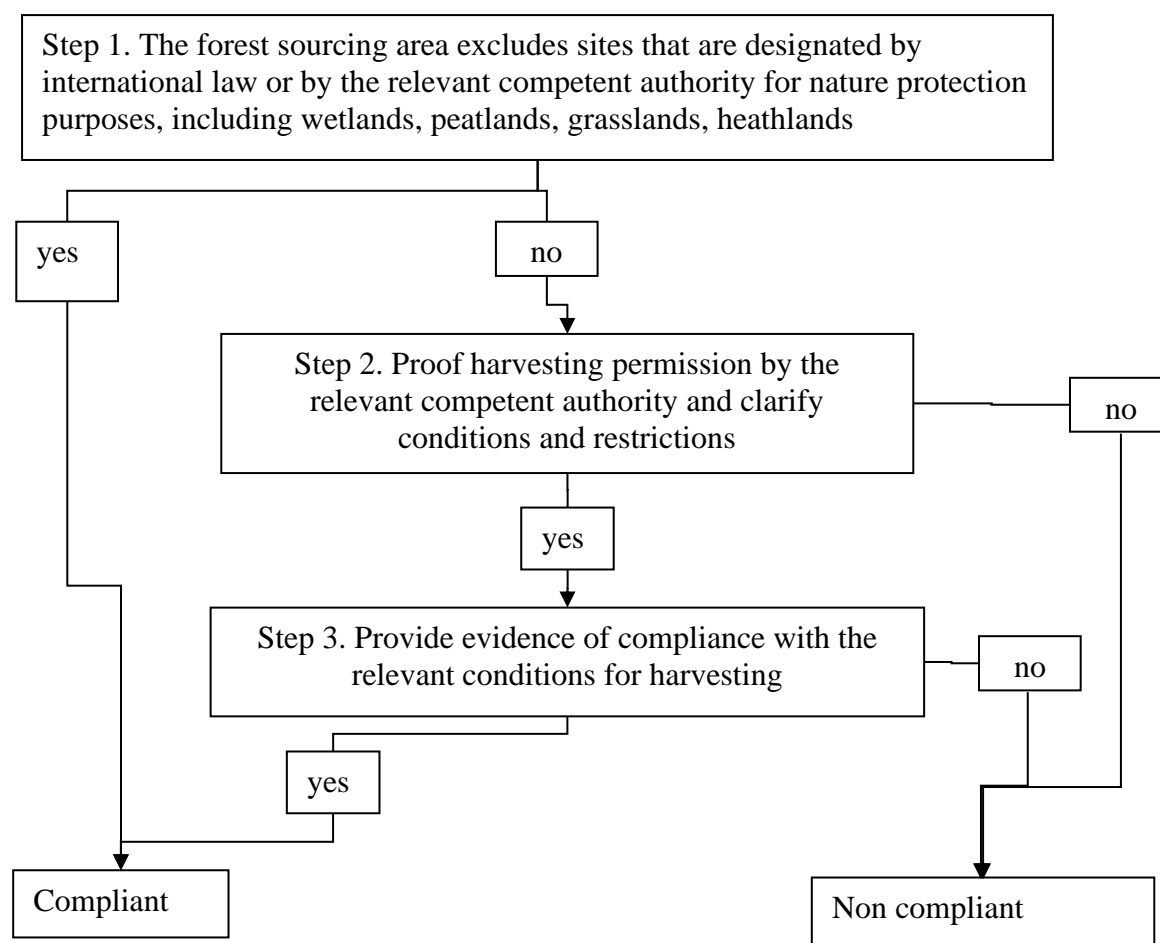 Step 1. The forest sourcing area excludes sites that are designated by
international law or by the relevant competent authority for nature protection
purposes, including wetlands, peatlands, grasslands, heathlands
yes
no
Step 2. Proof harvesting permission by the
relevant competent authority and clarify
conditions and restrictions
no
yes
Step 3. Provide evidence of compliance with the
relevant conditions for harvesting
no
yes
Compliant
Non compliant